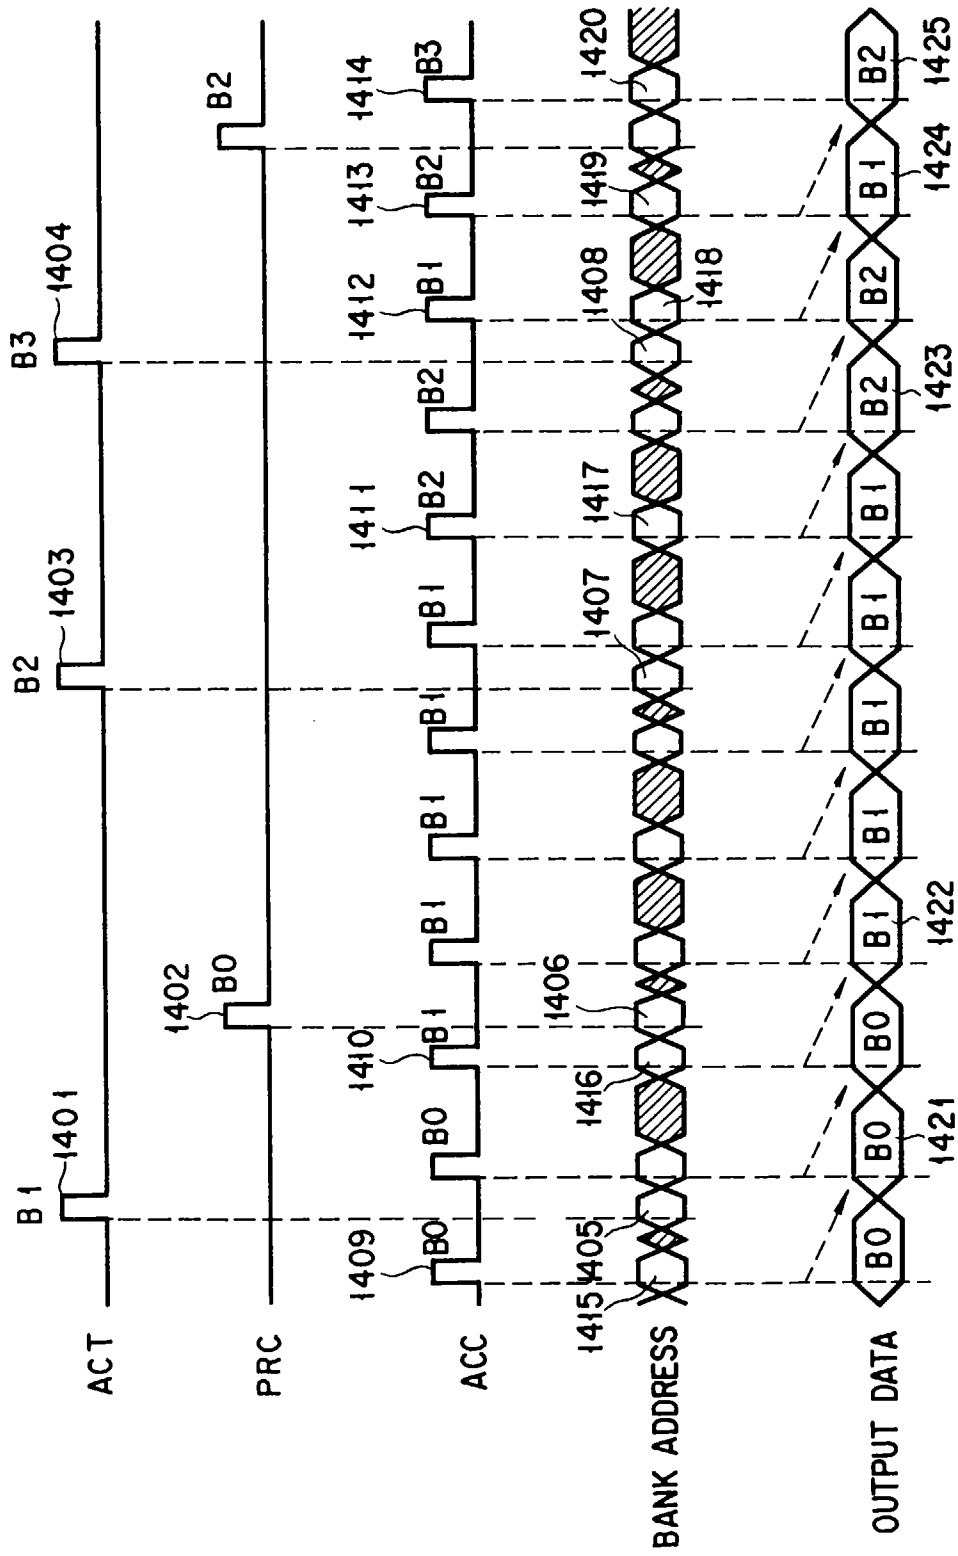 B1 B2 B3
1401 1403 1404
ACT
1402 B0 B2
PRC
1409 1410 1411 1412 1413 1414
B0 B0 B1 B1 B1 B1 B1 B2 B2 B1 B2 B3
ACC
1415 1405 1416 1406 1407 1417 1408 1419 1420
BANK ADDRESS
1418
OUTPUT DATA B0 B0 B0 B1 B1 B1 B1 B1 B2 B2 B1 B2
1421 1422 1423 1424 1425